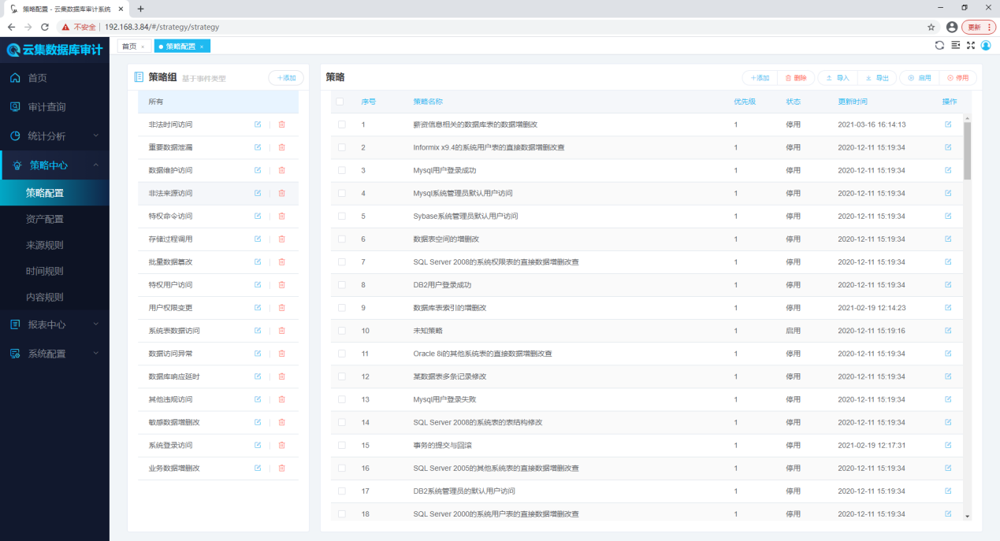 策略配置 - 云集数据库审计系统
不安全 192.168.3.84/#/strategy/strategy 更新
云集数据库审计
首页
审计查询
统计分析
策略中心
策略配置
资产配置
来源规则
时间规则
内容规则
报表中心
系统配置
首页 策略配置
策略组 基于事件类型 +添加
所有
非法时间访问
重要数据泄漏
数据维护访问
非法来源访问
特权命令访问
存储过程调用
批量数据篡改
特权用户访问
用户权限变更
系统表数据访问
数据访问异常
数据库响应延时
其他违规访问
敏感数据增删改
系统登录访问
业务数据增删改
策略 +添加 删除 导入 导出 启用 停用
序号 策略名称 优先级 状态 更新时间 操作
1 薪资信息相关的数据库表的数据增删改 1 停用 2021-03-16 16:14:13
2 Informix x9.4的系统用户表的直接数据增删改查 1 停用 2020-12-11 15:19:34
3 Mysql用户登录成功 1 停用 2020-12-11 15:19:34
4 Mysql系统管理员默认用户访问 1 停用 2020-12-11 15:19:34
5 Sybase系统管理员默认用户访问 1 停用 2020-12-11 15:19:34
6 数据表空间的增删改 1 停用 2020-12-11 15:19:34
7 SQL Server 2008的系统权限表的直接数据增删改查 1 停用 2020-12-11 15:19:34
8 DB2用户登录成功 1 停用 2020-12-11 15:19:34
9 数据库表索引的增删改 1 停用 2021-02-19 12:14:23
10 未知策略 1 启用 2020-12-11 15:19:16
11 Oracle 8i的其他系统表的直接数据增删改查 1 停用 2020-12-11 15:19:34
12 某数据表多条记录修改 1 停用 2020-12-11 15:19:34
13 Mysql用户登录失败 1 停用 2020-12-11 15:19:34
14 SQL Server 2008的系统表的表结构修改 1 停用 2020-12-11 15:19:34
15 事务的提交与回滚 1 停用 2021-02-19 12:17:31
16 SQL Server 2005的其他系统表的直接数据增删改查 1 停用 2020-12-11 15:19:34
17 DB2系统管理员的默认用户访问 1 停用 2020-12-11 15:19:34
18 SQL Server 2000的系统用户表的直接数据增删改查 1 停用 2020-12-11 15:19:34